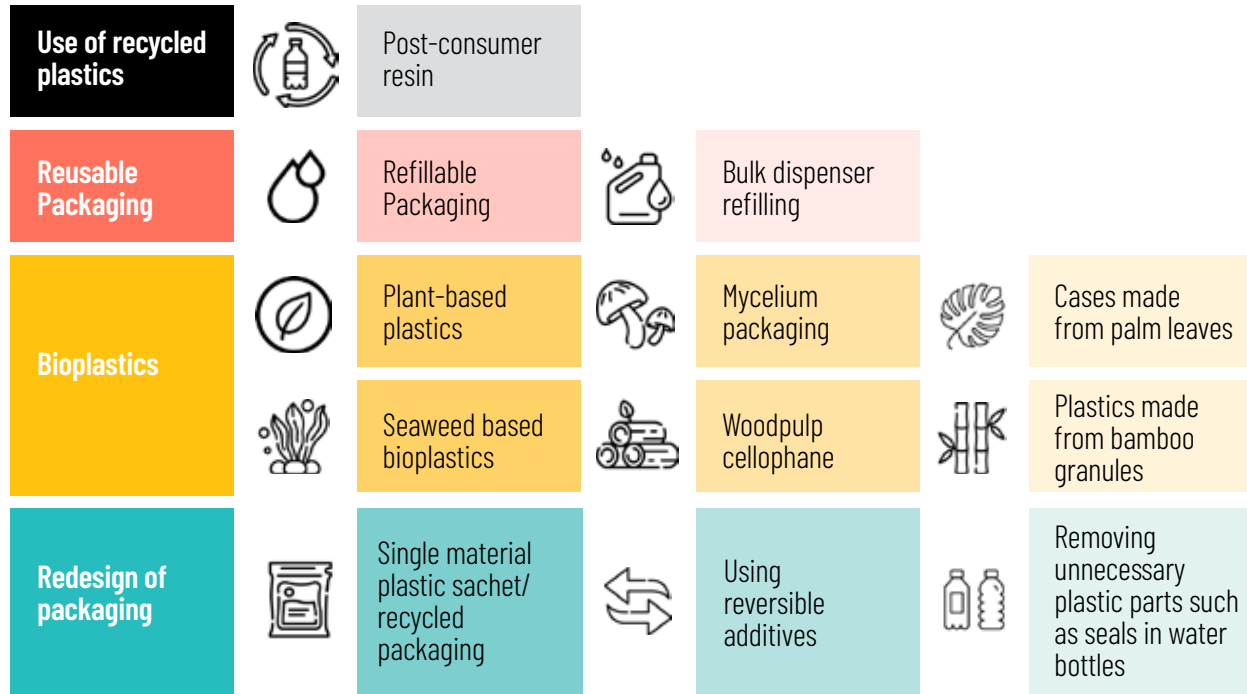 Use of recycled
plastics
Post-consumer
resin
Reusable
Packaging
Refillable
Packaging
Bulk dispenser
refilling
Bioplastics
Plant-based
plastics
Mycelium
packaging
Cases made
from palm leaves
Seaweed based
bioplastics
Woodpulp
cellophane
Plastics made
from bamboo
granules
Redesign of
packaging
Single material
plastic sachet/
recycled
packaging
Using
reversible
additives
Removing
unnecessary
plastic parts such
as seals in water
bottles